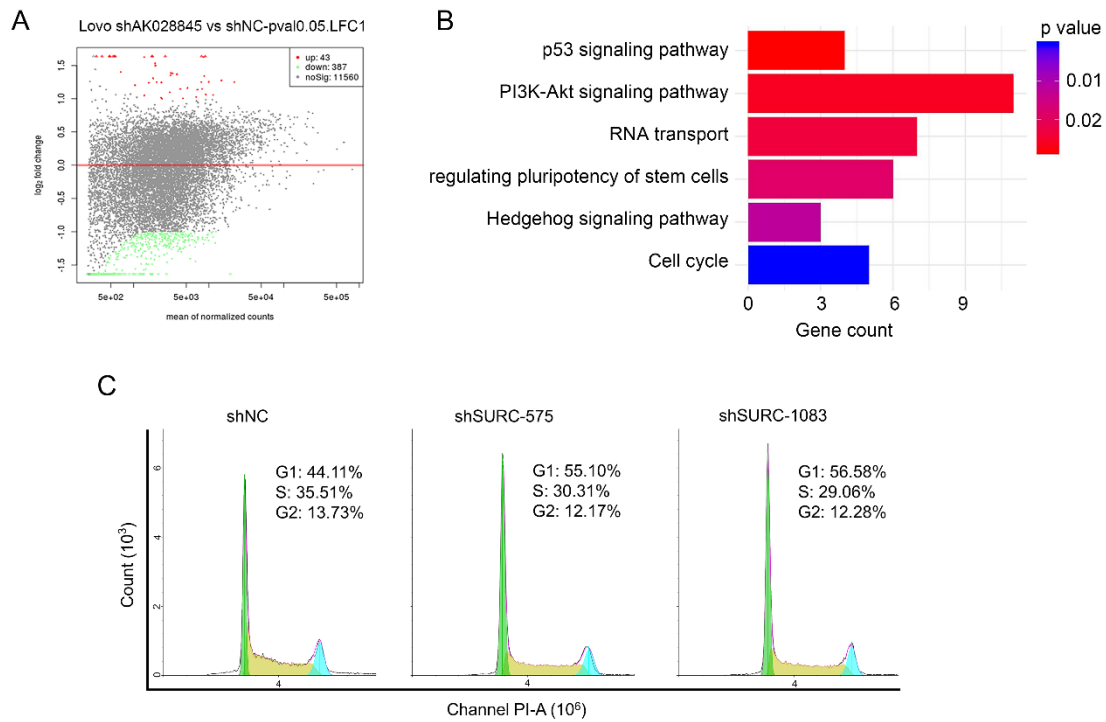 A
Lovo shAK028845 vs shNC-pval0.05.LFC1
up: 43
down: 387
noSig: 11560
1.5
1.0
0.5
0.0
-0.5
-1.0
-1.5
log₂ fold change
5e+02 5e+03 5e+04 5e+05
mean of normalized counts
B
p53 signaling pathway
PI3K-Akt signaling pathway
RNA transport
regulating pluripotency of stem cells
Hedgehog signaling pathway
Cell cycle
0 3 6 9
Gene count
p value
0.01
0.02
C
shNC
G1: 44.11%
S: 35.51%
G2: 13.73%
shSURC-575
G1: 55.10%
S: 30.31%
G2: 12.17%
shSURC-1083
G1: 56.58%
S: 29.06%
G2: 12.28%
Count (10³)
6
4
2
0
4 4 4
Channel PI-A (10⁶)